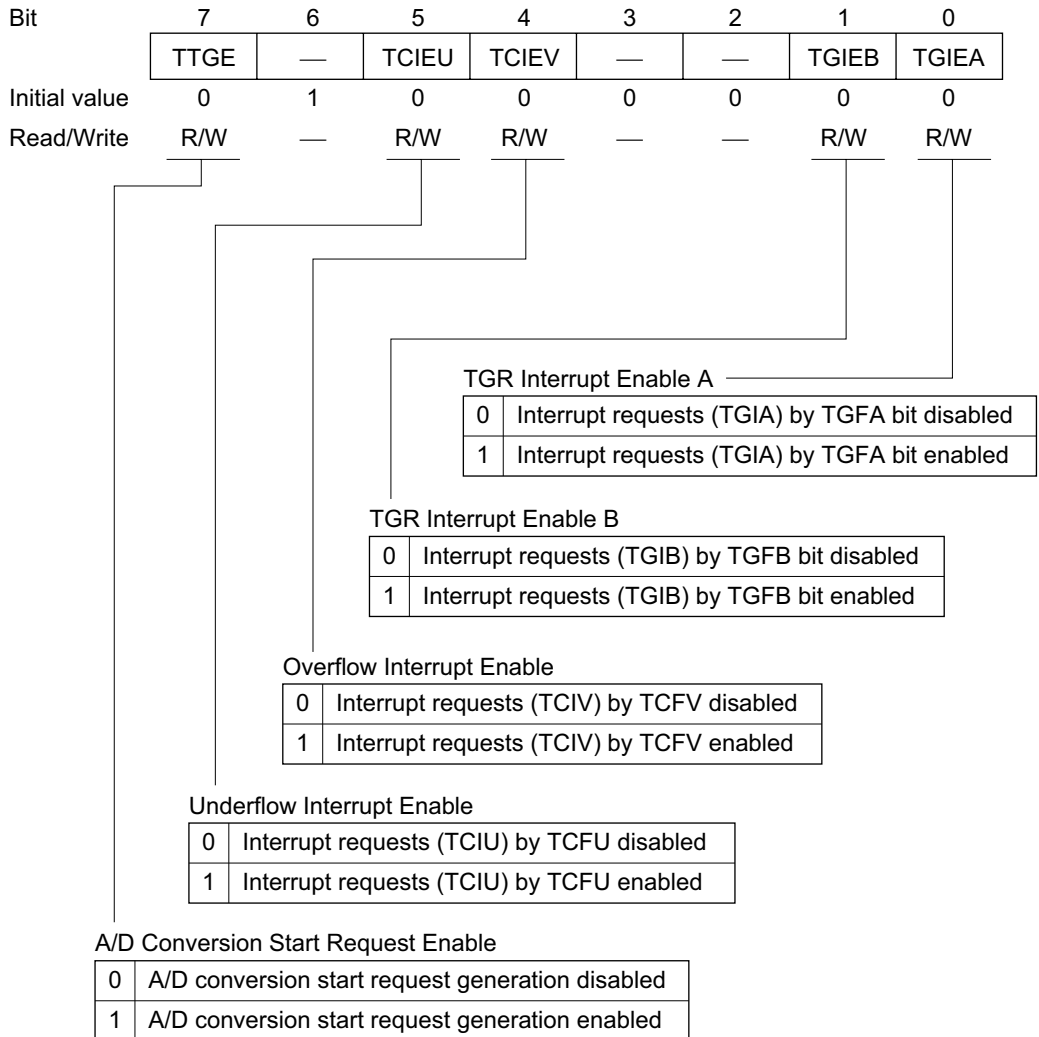 Bit 7 6 5 4 3 2 1 0
TTGE — TCIEU TCIEV — — TGIEB TGIEA
Initial value 0 1 0 0 0 0 0 0
Read/Write R/W — R/W R/W — — R/W R/W
TGR Interrupt Enable A
0 Interrupt requests (TGIA) by TGFA bit disabled
1 Interrupt requests (TGIA) by TGFA bit enabled
TGR Interrupt Enable B
0 Interrupt requests (TGIB) by TGFB bit disabled
1 Interrupt requests (TGIB) by TGFB bit enabled
Overflow Interrupt Enable
0 Interrupt requests (TCIV) by TCFV disabled
1 Interrupt requests (TCIV) by TCFV enabled
Underflow Interrupt Enable
0 Interrupt requests (TCIU) by TCFU disabled
1 Interrupt requests (TCIU) by TCFU enabled
A/D Conversion Start Request Enable
0 A/D conversion start request generation disabled
1 A/D conversion start request generation enabled